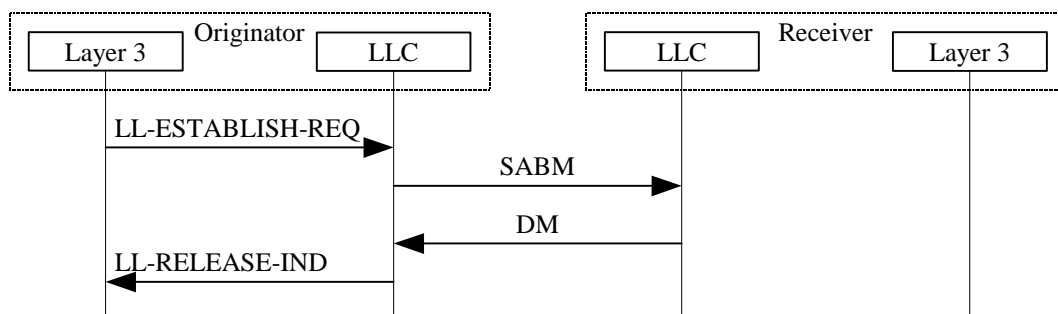 Originator
Receiver
Layer 3
LLC
LLC
Layer 3
LL-ESTABLISH-REQ
SABM
DM
LL-RELEASE-IND